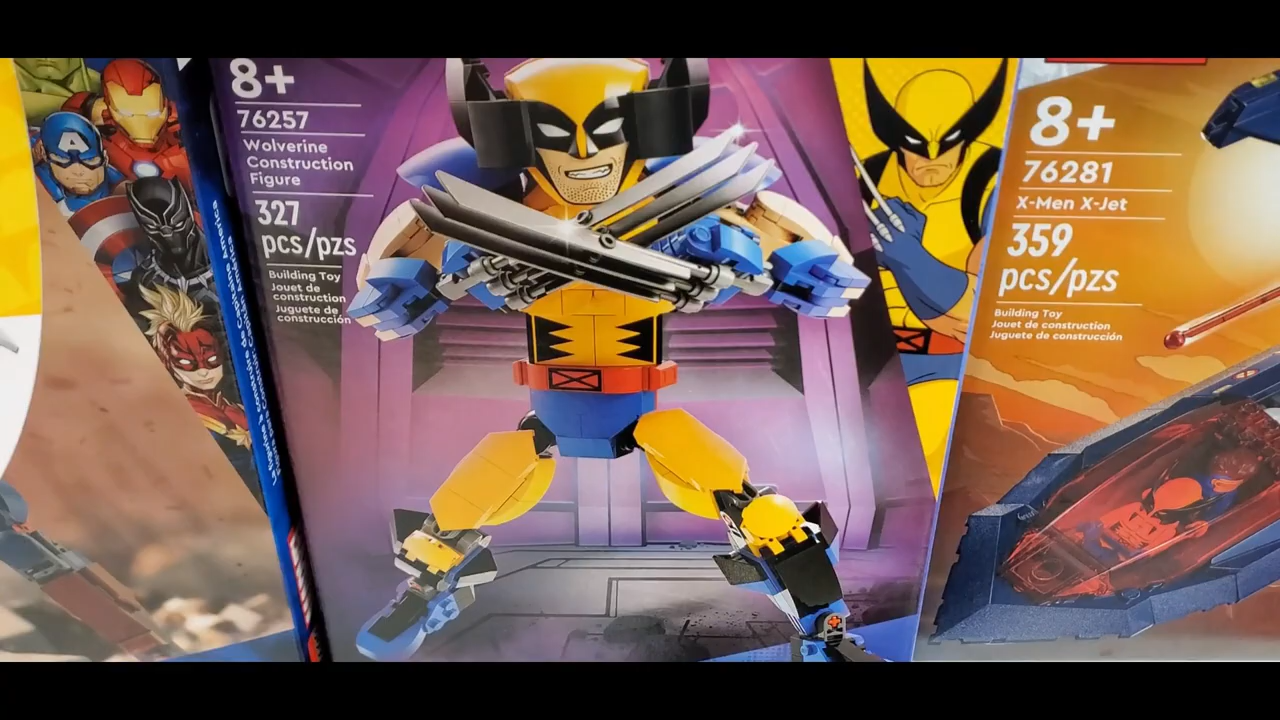 8+
76257
Wolverine
Construction
Figure
327
pcs/pzs
Building Toy
Jouet de
construction
Juguete de
construcción
8+
76281
X-Men X-Jet
359
pcs/pzs
Building Toy
Jouet de construction
Juguete de construcción